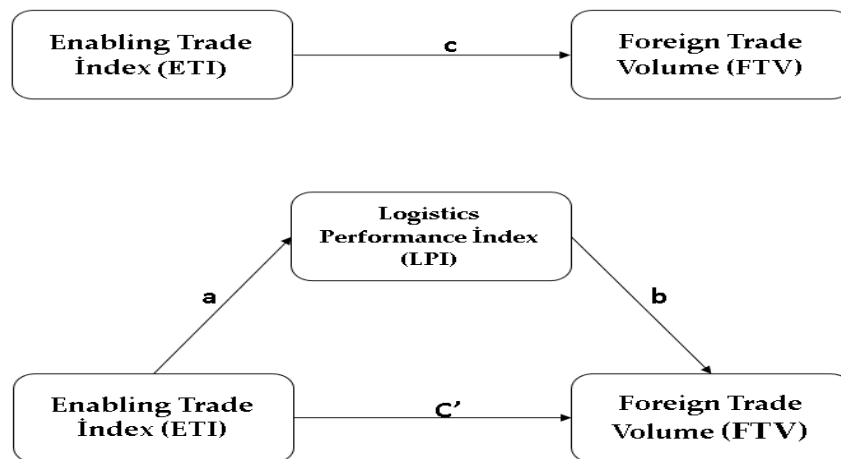 Enabling Trade
İndex (ETI)
c
Foreign Trade
Volume (FTV)
Logistics
Performance İndex
(LPI)
a
b
Enabling Trade
İndex (ETI)
C’
Foreign Trade
Volume (FTV)